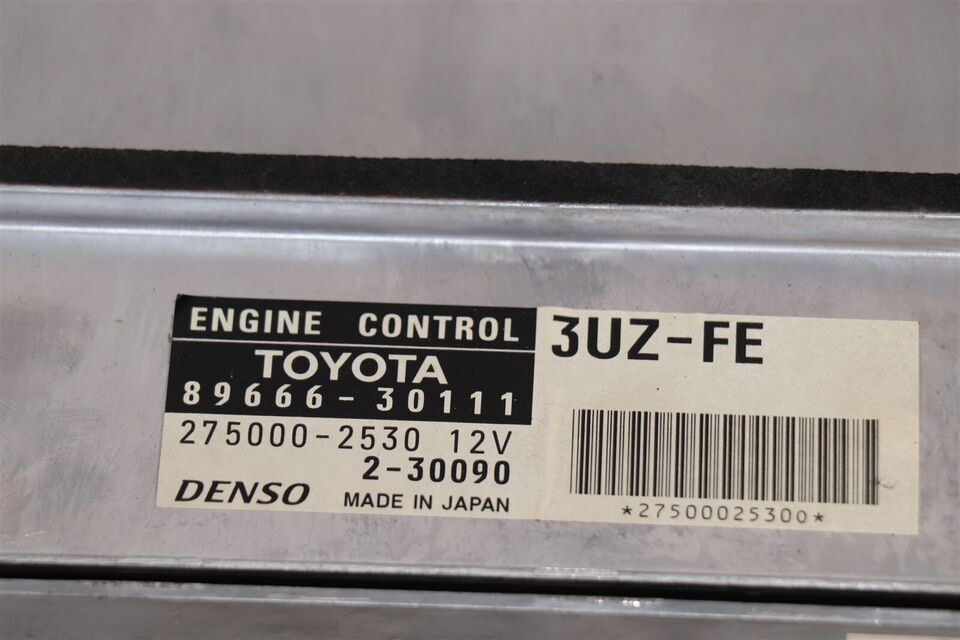 ENGINE CONTROL
TOYOTA
89666-30111
275000-2530 12V
2-30090
DENSO MADE IN JAPAN
3UZ-FE
*27500025300*